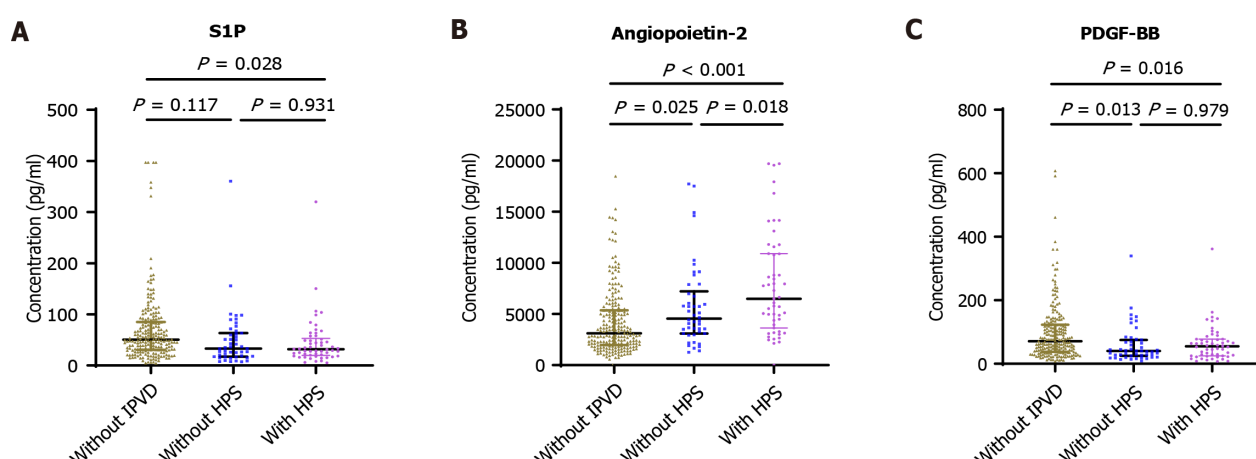 A
S1P
P = 0.028
P = 0.117
P = 0.931
Concentration (pg/ml)
500
400
300
200
100
0
Without IPVD
Without HPS
With HPS
B
Angiopoietin-2
P < 0.001
P = 0.025
P = 0.018
Concentration (pg/ml)
25000
20000
15000
10000
5000
0
Without IPVD
Without HPS
With HPS
C
PDGF-BB
P = 0.016
P = 0.013
P = 0.979
Concentration (pg/ml)
800
600
400
200
0
Without IPVD
Without HPS
With HPS